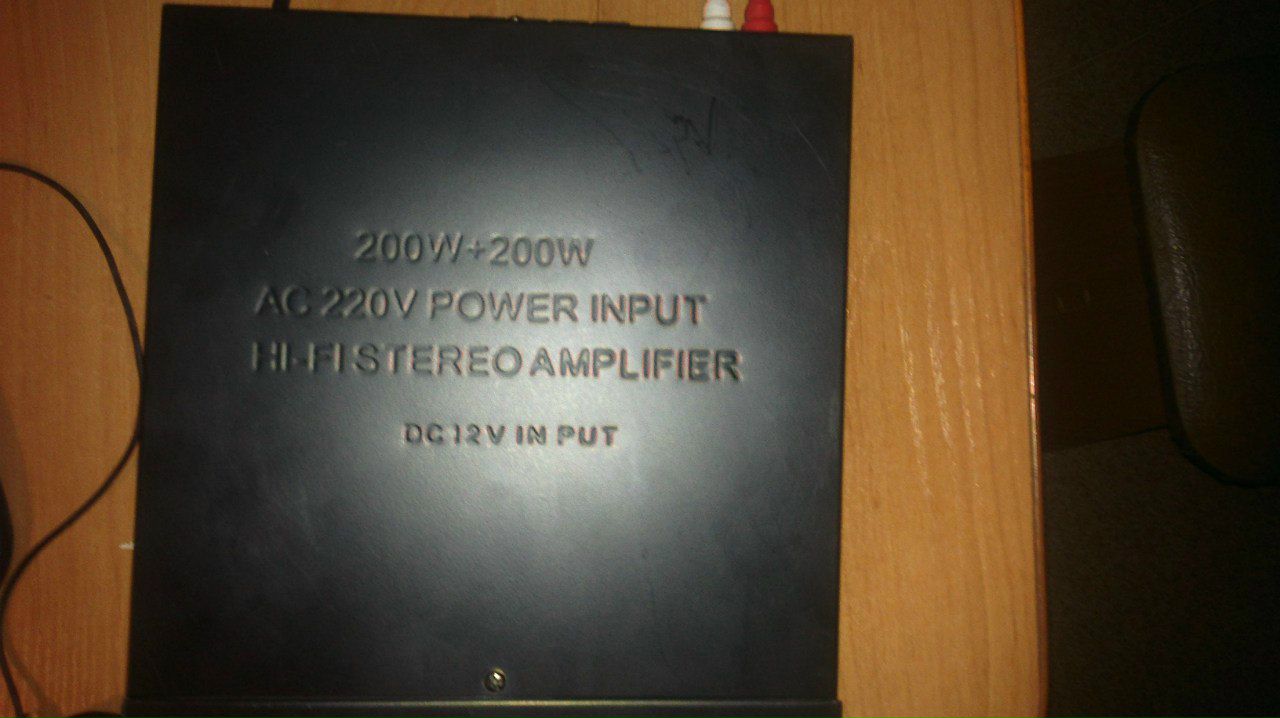 200W+200W
AC 220V POWER INPUT
HI-FI STEREO AMPLIFIER
DC 12V IN PUT